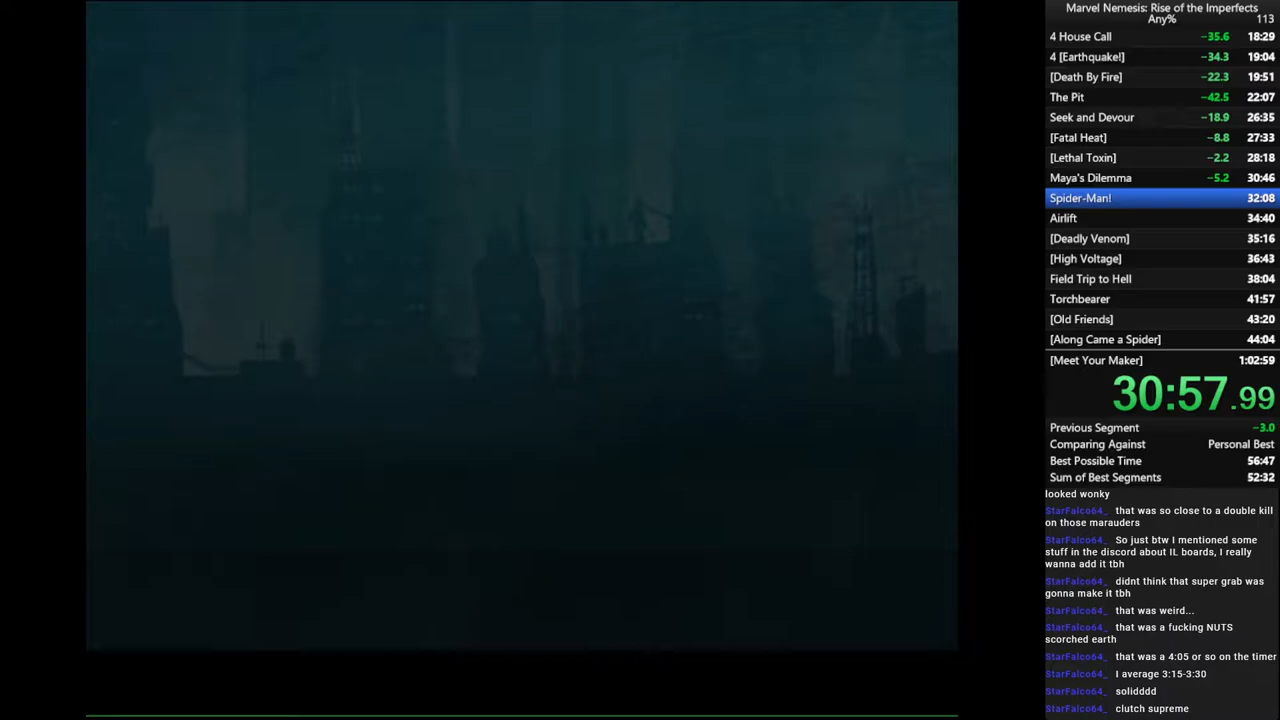 Marvel Nemesis: Rise of the Imperfects
Any% 113
4 House Call −35.6 18:29
4 [Earthquake!] −34.3 19:04
[Death By Fire] −22.3 19:51
The Pit −42.5 22:07
Seek and Devour −18.9 26:35
[Fatal Heat] −8.8 27:33
[Lethal Toxin] −2.2 28:18
Maya's Dilemma −5.2 30:46
Spider-Man! 32:08
Airlift 34:40
[Deadly Venom] 35:16
[High Voltage] 36:43
Field Trip to Hell 38:04
Torchbearer 41:57
[Old Friends] 43:20
[Along Came a Spider] 44:04
[Meet Your Maker] 1:02:59
30:57.99
Previous Segment −3.0
Comparing Against Personal Best
Best Possible Time 56:47
Sum of Best Segments 52:32
looked wonky
StarFalco64_ that was so close to a double kill
on those marauders
StarFalco64_ So just btw I mentioned some
stuff in the discord about IL boards, I really
wanna add it tbh
StarFalco64_ didnt think that super grab was
gonna make it tbh
StarFalco64_ that was weird...
StarFalco64_ that was a fucking NUTS
scorched earth
StarFalco64_ that was a 4:05 or so on the timer
StarFalco64_ I average 3:15-3:30
StarFalco64_ solidddd
StarFalco64_ clutch supreme